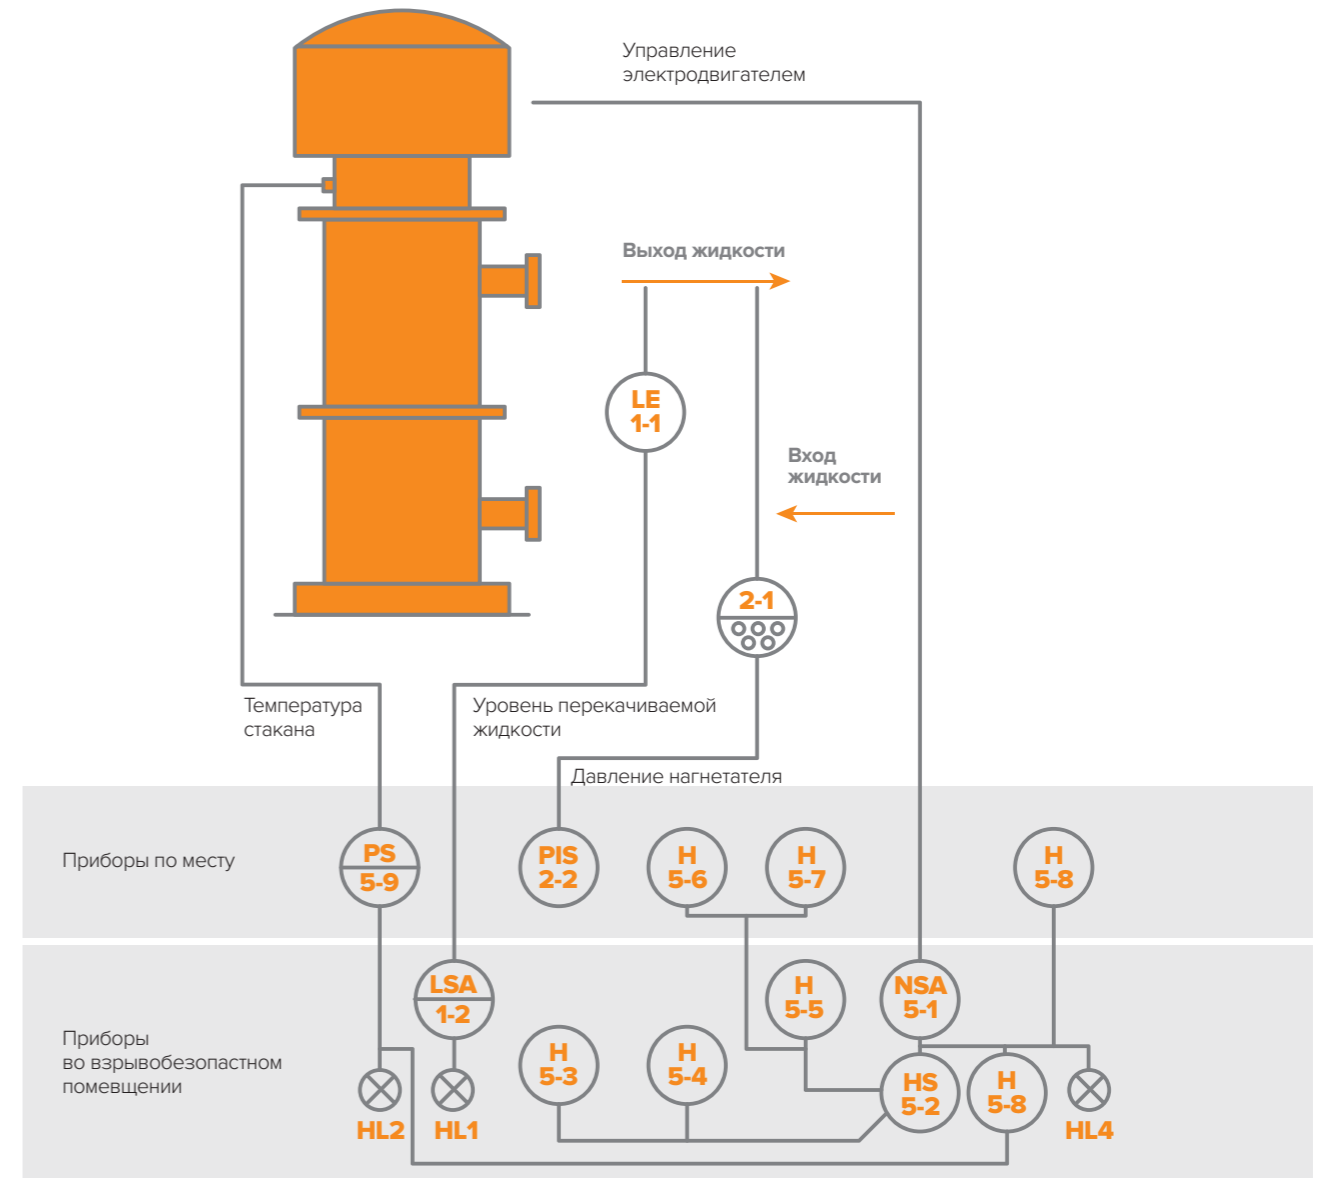 Управление
электродвигателем
Выход жидкости
LE
1-1
Вход
жидкости
2-1
Температура
стакана
Уровень перекачиваемой
жидкости
Давление нагнетателя
Приборы по месту
PS
5-9
PIS
2-2
H
5-6
H
5-7
H
5-8
Приборы
во взрывобезопастном
помевщении
LSA
1-2
H
5-3
H
5-4
H
5-5
NSA
5-1
HS
5-2
H
5-8
HL2
HL1
HL4